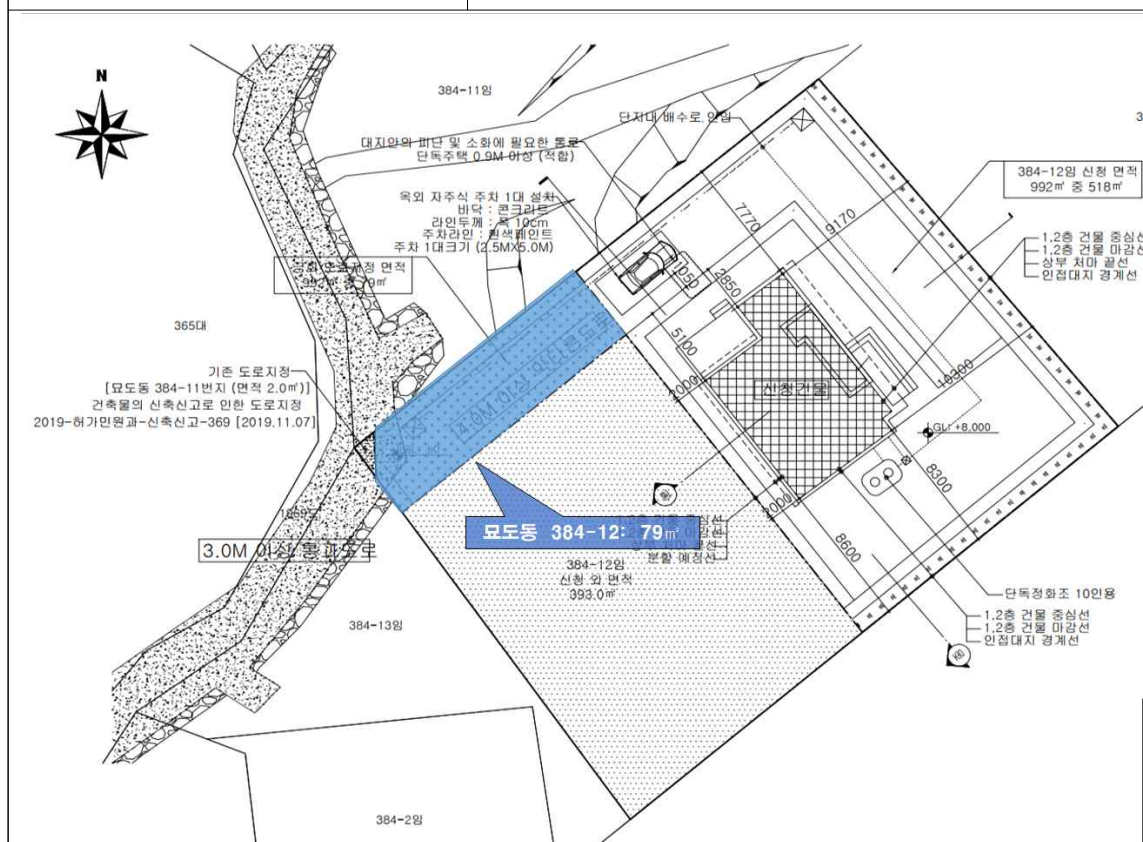 N
384-11임
단지내 배수로 인입
대지안의 피난 및 소화에 필요한 통로
단독주택 0.9M 이상 (적합)
384-12임 신청 면적
992㎡ 중 518㎡
옥외 자주식 주차 1대 설치
바닥 : 콘크리트
라인두께 : 폭 10cm
주차라인 : 흰색페인트
주차 1대크기 (2.5MX5.0M)
7770
9170
1,2층 건물 중심선
1,2층 건물 마감선
상부 처마 끝선
인접대지 경계선
도로지정 면적
1050
2850
365대
5100
기존 도로지정
[묘도동 384-11번지 (면적 2.0㎡)]
건축물의 신축신고로 인한 도로지정
2019-허가민원과-신축신고-369 [2019.11.07]
4.0M 이상
2000
신청건물
10300
GL: +8,000
8300
2000
묘도동 384-12: 79㎡
3.0M 이상 통과도로
분할 예정선
8600
384-12임
신청 외 면적
393.0㎡
단독정화조 10인용
1,2층 건물 중심선
1,2층 건물 마감선
인접대지 경계선
384-13임
384-2임